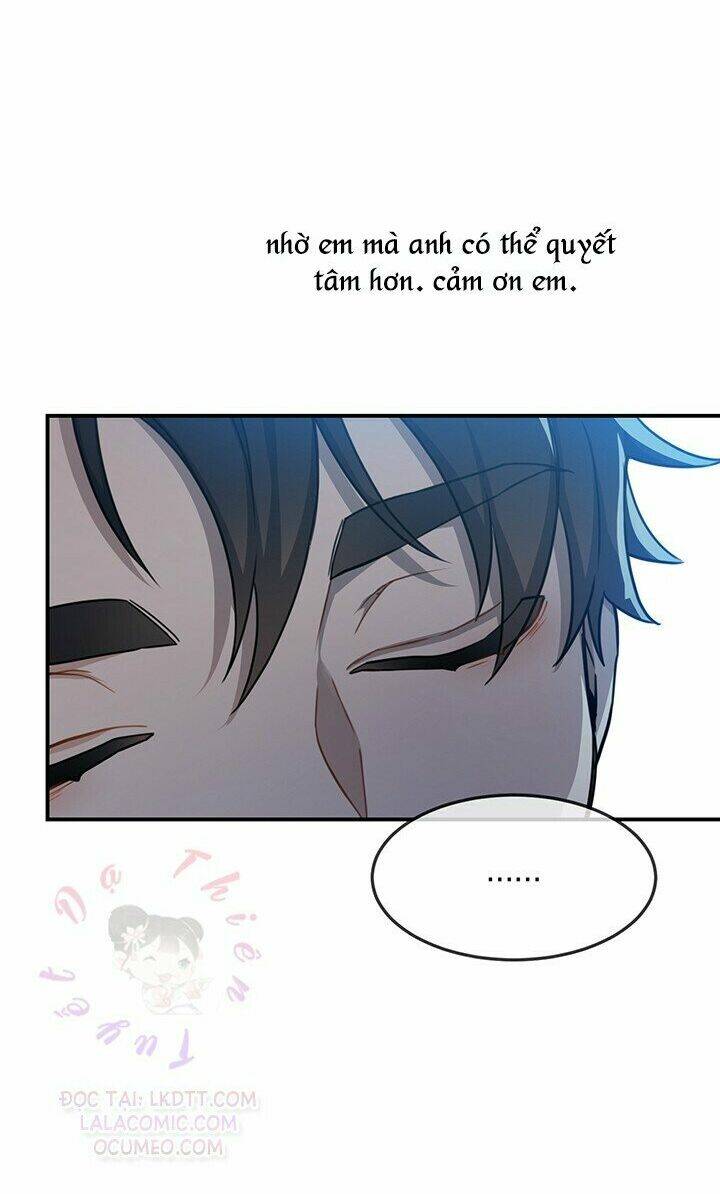 nhờ em mà anh có thể quyết
tâm hơn. cảm ơn em.
......
Dạ Thiên Tuyệt
ĐỌC TẠI: LKDTT.COM
LALACOMIC.COM
OCUMEO.COM